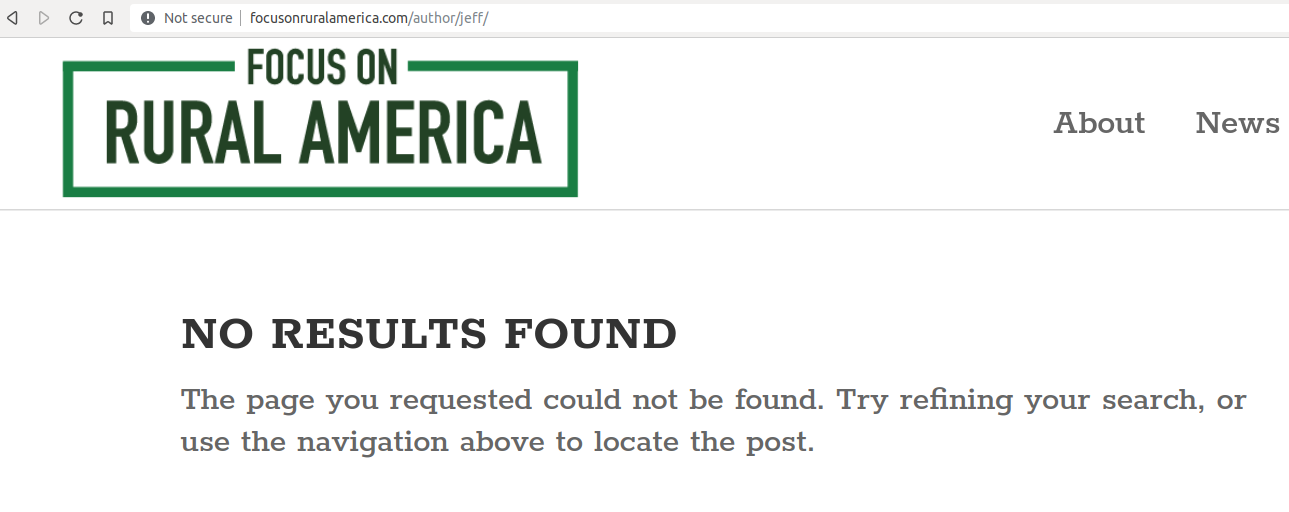 Not secure | focusonruralamerica.com/author/jeff/
FOCUS ON
RURAL AMERICA
About News
NO RESULTS FOUND
The page you requested could not be found. Try refining your search, or
use the navigation above to locate the post.